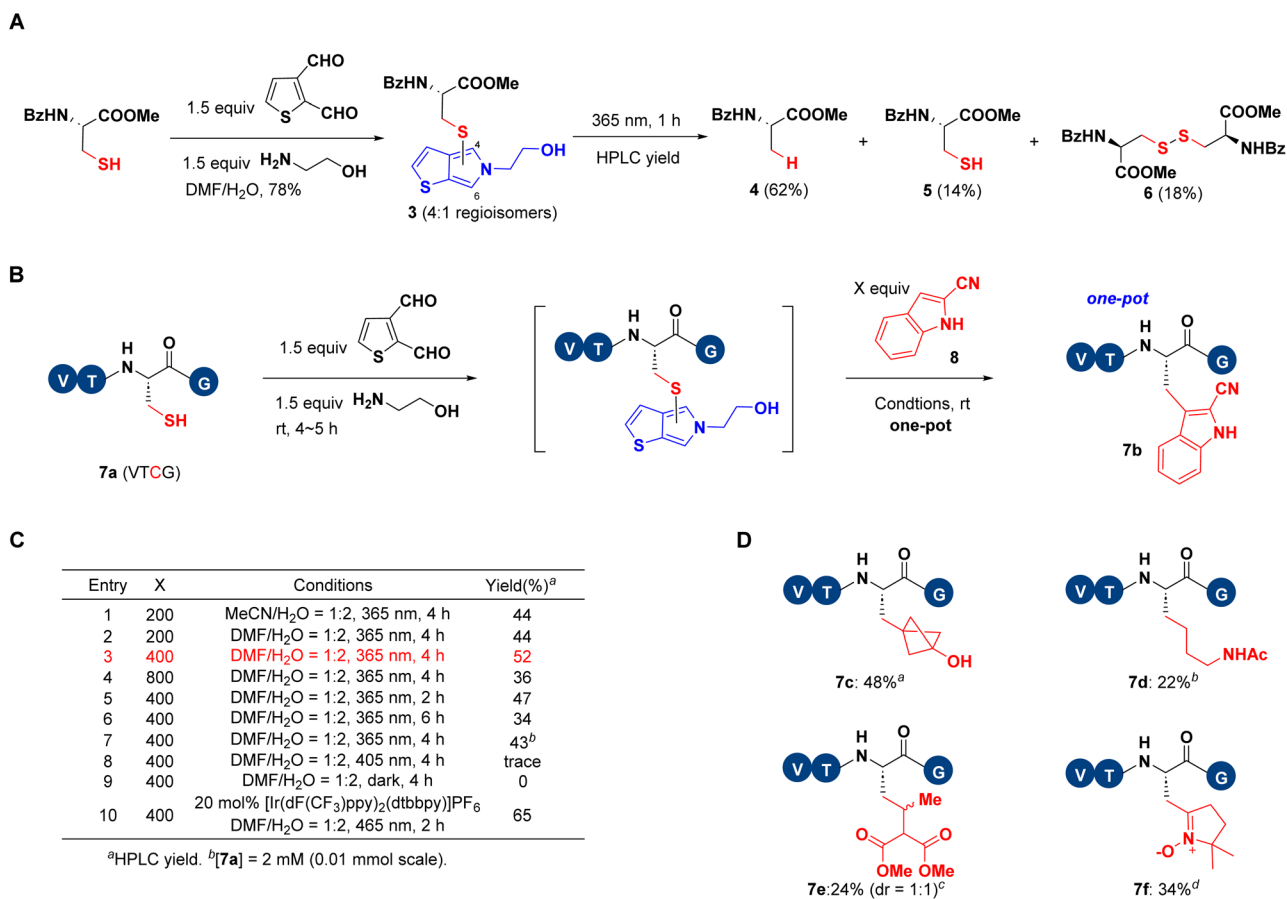 A
BzHN COOMe
SH
1.5 equiv
CHO
CHO
S
1.5 equiv H2N OH
DMF/H2O, 78%
BzHN COOMe
S
4
N
OH
S
6
3 (4:1 regioisomers)
365 nm, 1 h
HPLC yield
BzHN COOMe
H
4 (62%)
+
BzHN COOMe
SH
5 (14%)
+
COOMe
BzHN S S NHBz
COOMe
6 (18%)
B
V T H N O G
SH
7a (VTCG)
1.5 equiv
CHO
CHO
S
1.5 equiv H2N OH
rt, 4~5 h
V T H N O G
S
N
OH
S
X equiv
CN
NH
8
Condtions, rt
one-pot
one-pot
V T H N O G
CN
NH
7b
C
Entry X Conditions Yield(%)a
1 200 MeCN/H2O = 1:2, 365 nm, 4 h 44
2 200 DMF/H2O = 1:2, 365 nm, 4 h 44
3 400 DMF/H2O = 1:2, 365 nm, 4 h 52
4 800 DMF/H2O = 1:2, 365 nm, 4 h 36
5 400 DMF/H2O = 1:2, 365 nm, 2 h 47
6 400 DMF/H2O = 1:2, 365 nm, 6 h 34
7 400 DMF/H2O = 1:2, 365 nm, 4 h 43b
8 400 DMF/H2O = 1:2, 405 nm, 4 h trace
9 400 DMF/H2O = 1:2, dark, 4 h 0
20 mol% [Ir(dF(CF3)ppy)2(dtbbpy)]PF6
10 400 DMF/H2O = 1:2, 465 nm, 2 h 65
aHPLC yield. b[7a] = 2 mM (0.01 mmol scale).
D
V T H N O G
OH
7c: 48%a
V T H N O G
NHAc
7d: 22%b
V T H N O G
Me
O O
OMe OMe
7e:24% (dr = 1:1)c
V T H N O G
-O N +
7f: 34%d